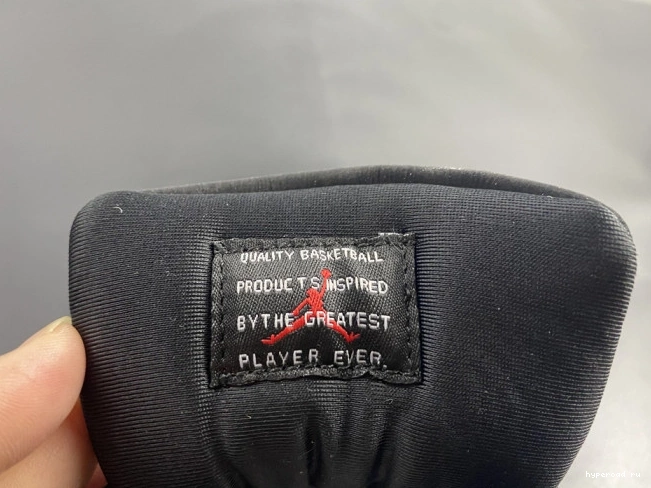 QUALITY BASKETBALL
PRODUCTS INSPIRED
BY THE GREATEST
PLAYER EVER.